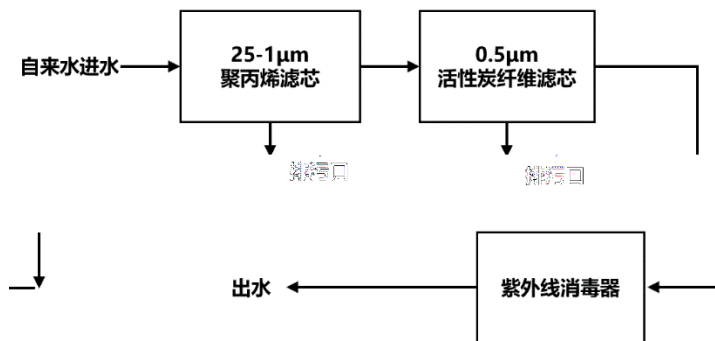 自来水进水
25-1μm
聚丙烯滤芯
0.5μm
活性炭纤维滤芯
出水
紫外线消毒器